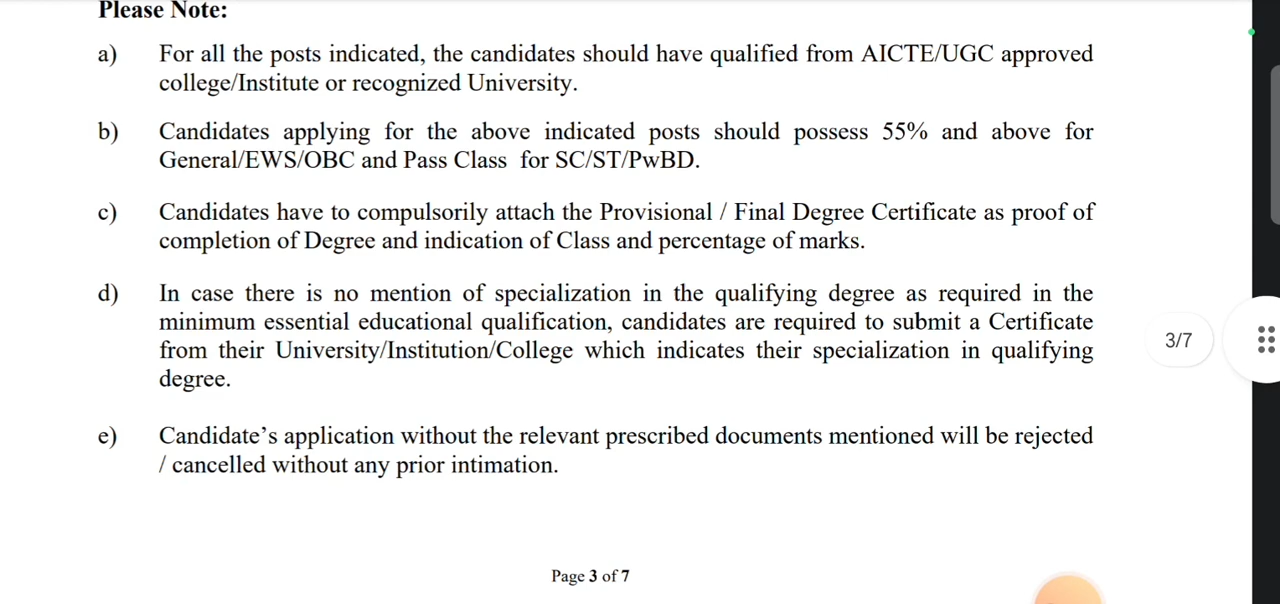 Please Note:
a) For all the posts indicated, the candidates should have qualified from AICTE/UGC approved
college/Institute or recognized University.
b) Candidates applying for the above indicated posts should possess 55% and above for
General/EWS/OBC and Pass Class for SC/ST/PwBD.
c) Candidates have to compulsorily attach the Provisional / Final Degree Certificate as proof of
completion of Degree and indication of Class and percentage of marks.
d) In case there is no mention of specialization in the qualifying degree as required in the
minimum essential educational qualification, candidates are required to submit a Certificate
from their University/Institution/College which indicates their specialization in qualifying
degree.
3/7
e) Candidate’s application without the relevant prescribed documents mentioned will be rejected
/ cancelled without any prior intimation.
Page 3 of 7